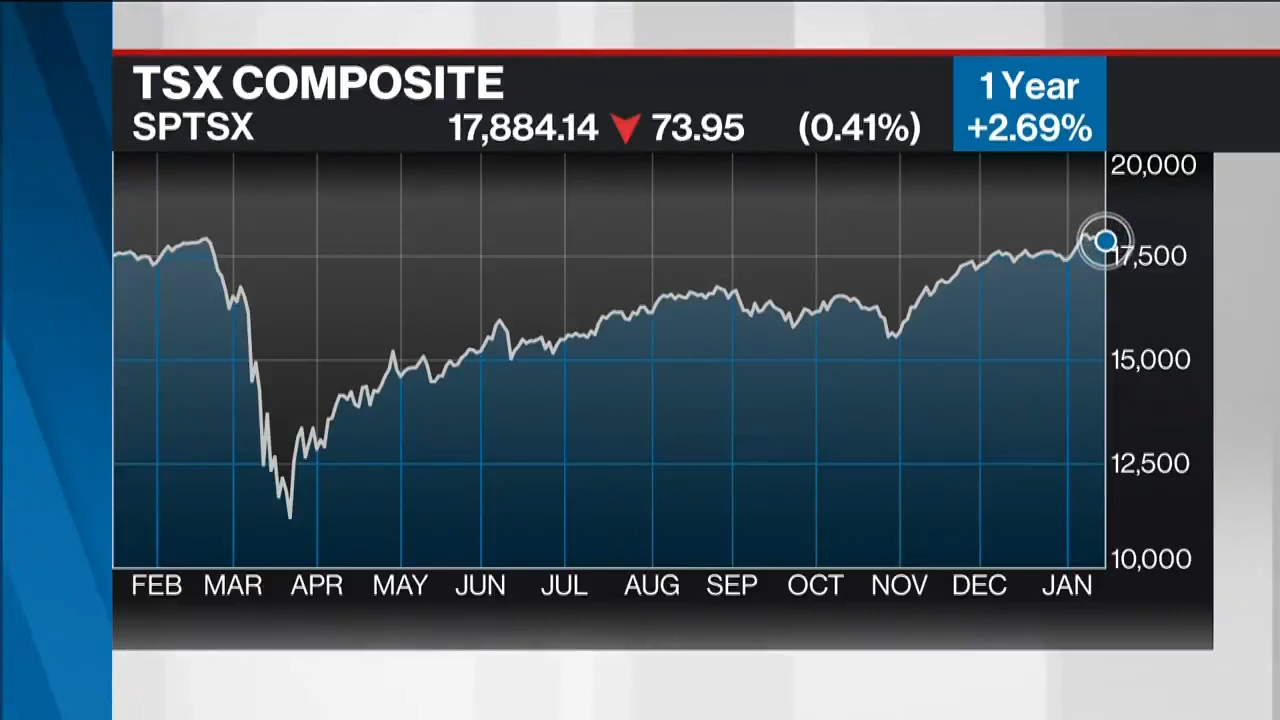 TSX COMPOSITE
SPTSX 17,884.14 73.95 (0.41%)
1 Year
+2.69%
20,000
17,500
15,000
12,500
10,000
FEB MAR APR MAY JUN JUL AUG SEP OCT NOV DEC JAN